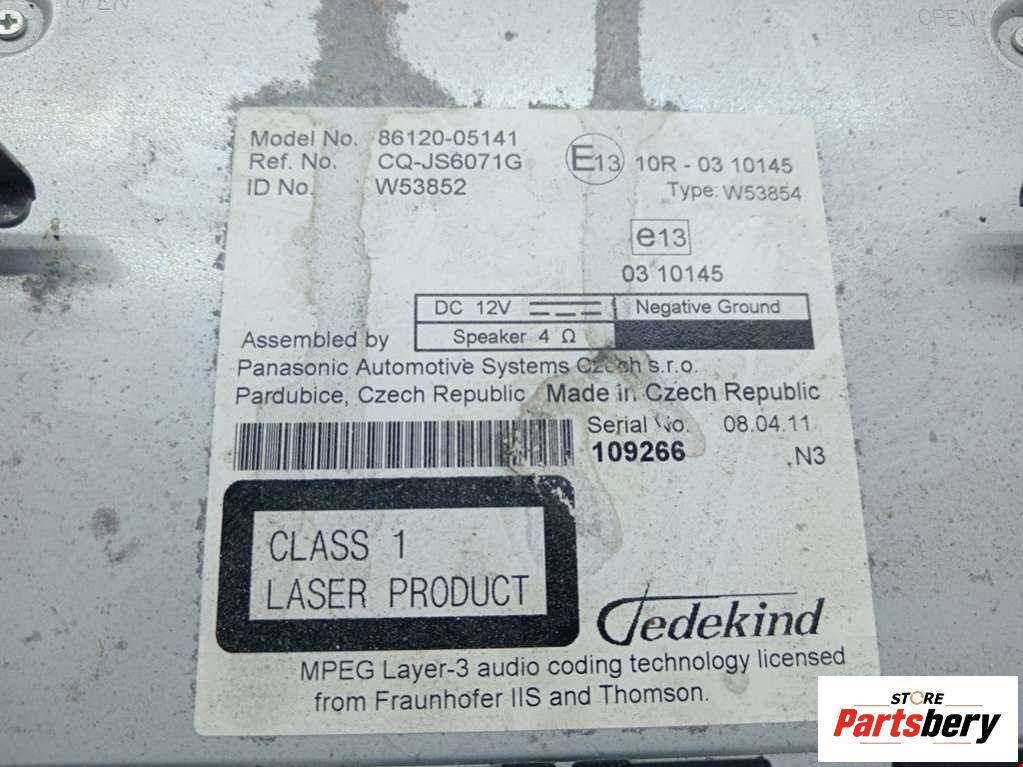 OPEN
Model No. 86120-05141
Ref. No. CQ-JS6071G
ID No. W53852
E13 10R - 03 10145
Type: W53854
e13
03 10145
DC 12V Negative Ground
Speaker 4 Ω
Assembled by
Panasonic Automotive Systems Czech s.r.o.
Pardubice, Czech Republic Made in Czech Republic
Serial No. 08.04.11
109266 .N3
CLASS 1
LASER PRODUCT
Tedekind
MPEG Layer-3 audio coding technology licensed
from Fraunhofer IIS and Thomson.
STORE
Partsbery